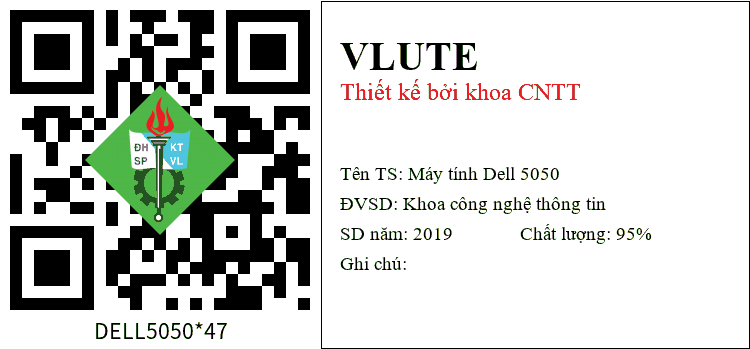 ĐH KT
SP VL
DELL5050*47
VLUTE
Thiết kế bởi khoa CNTT
Tên TS: Máy tính Dell 5050
ĐVSD: Khoa công nghệ thông tin
SD năm: 2019 Chất lượng: 95%
Ghi chú: